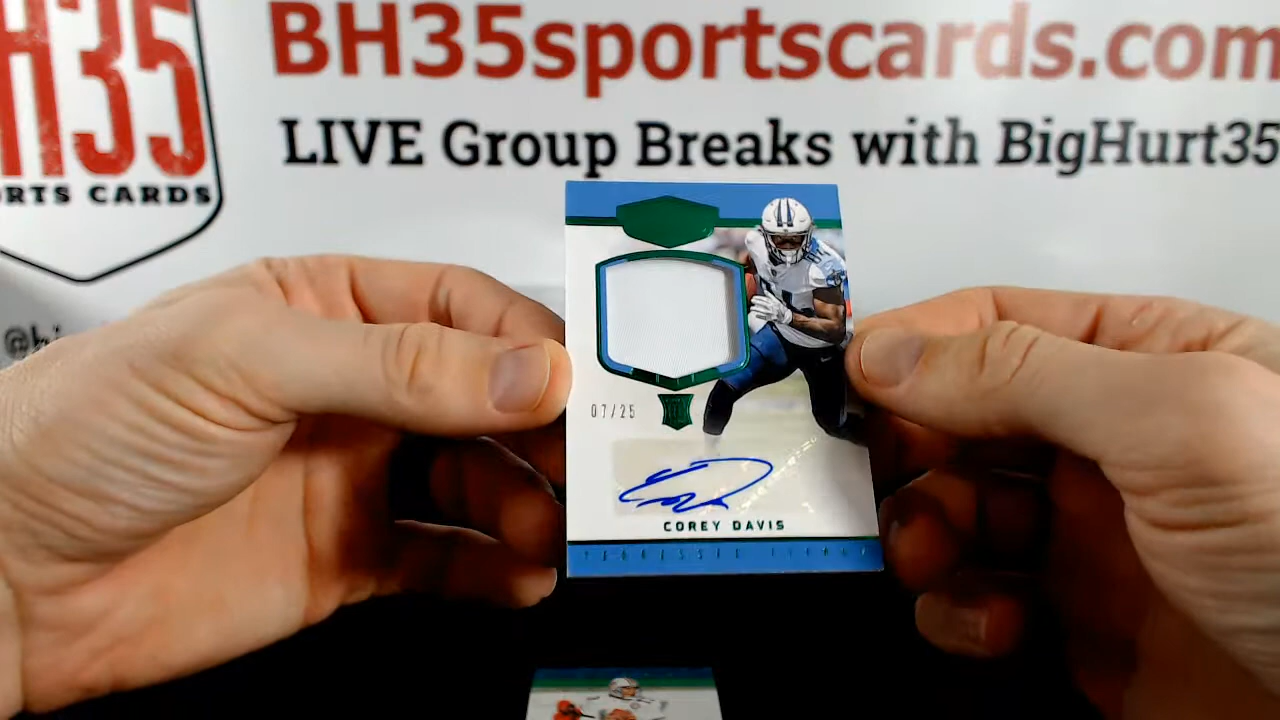 BH35sportscards.com
LIVE Group Breaks with BigHurt35
H35
RTS CARDS
07/25
COREY DAVIS